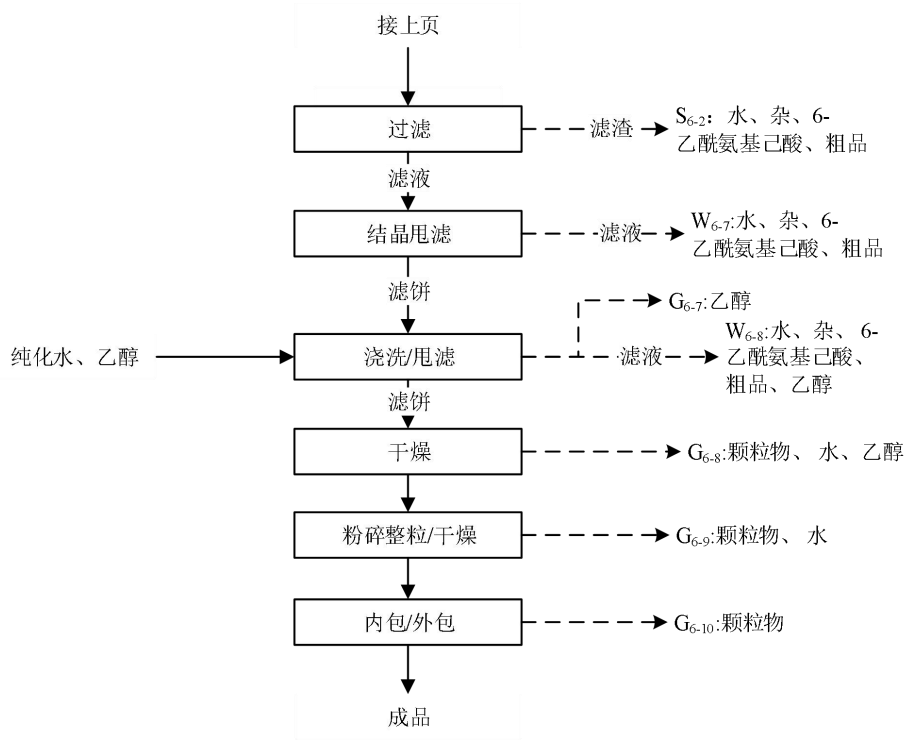 接上页
过滤
滤渣
S6-2：水、杂、6-
乙酰氨基己酸、粗品
滤液
结晶甩滤
滤液
W6-7:水、杂、6-
乙酰氨基己酸、粗品
滤饼
G6-7:乙醇
纯化水、乙醇
浇洗/甩滤
滤液
W6-8:水、杂、 6-
乙酰氨基己酸、
粗品、乙醇
滤饼
干燥
G6-8:颗粒物、 水、乙醇
粉碎整粒/干燥
G6-9:颗粒物、 水
内包/外包
G6-10:颗粒物
成品